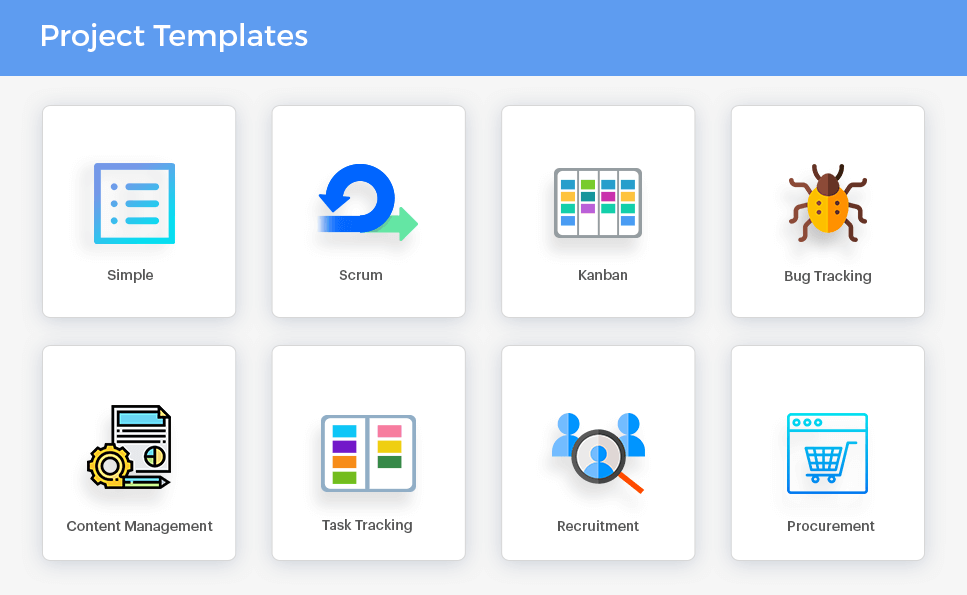 Project Templates
Simple
Scrum
Kanban
Bug Tracking
Content Management
Task Tracking
Recruitment
Procurement